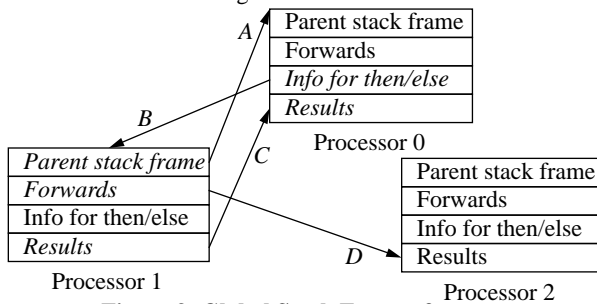 A
Parent stack frame
Forwards
Info for then/else
Results
Processor 0
B
C
Parent stack frame
Forwards
Info for then/else
Results
Processor 1
D
Parent stack frame
Forwards
Info for then/else
Results
Processor 2